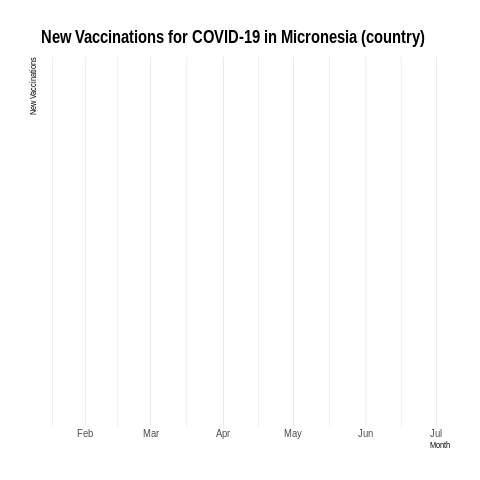 New Vaccinations for COVID-19 in Micronesia (country)
New Vaccinations
Feb Mar Apr May Jun Jul
Month